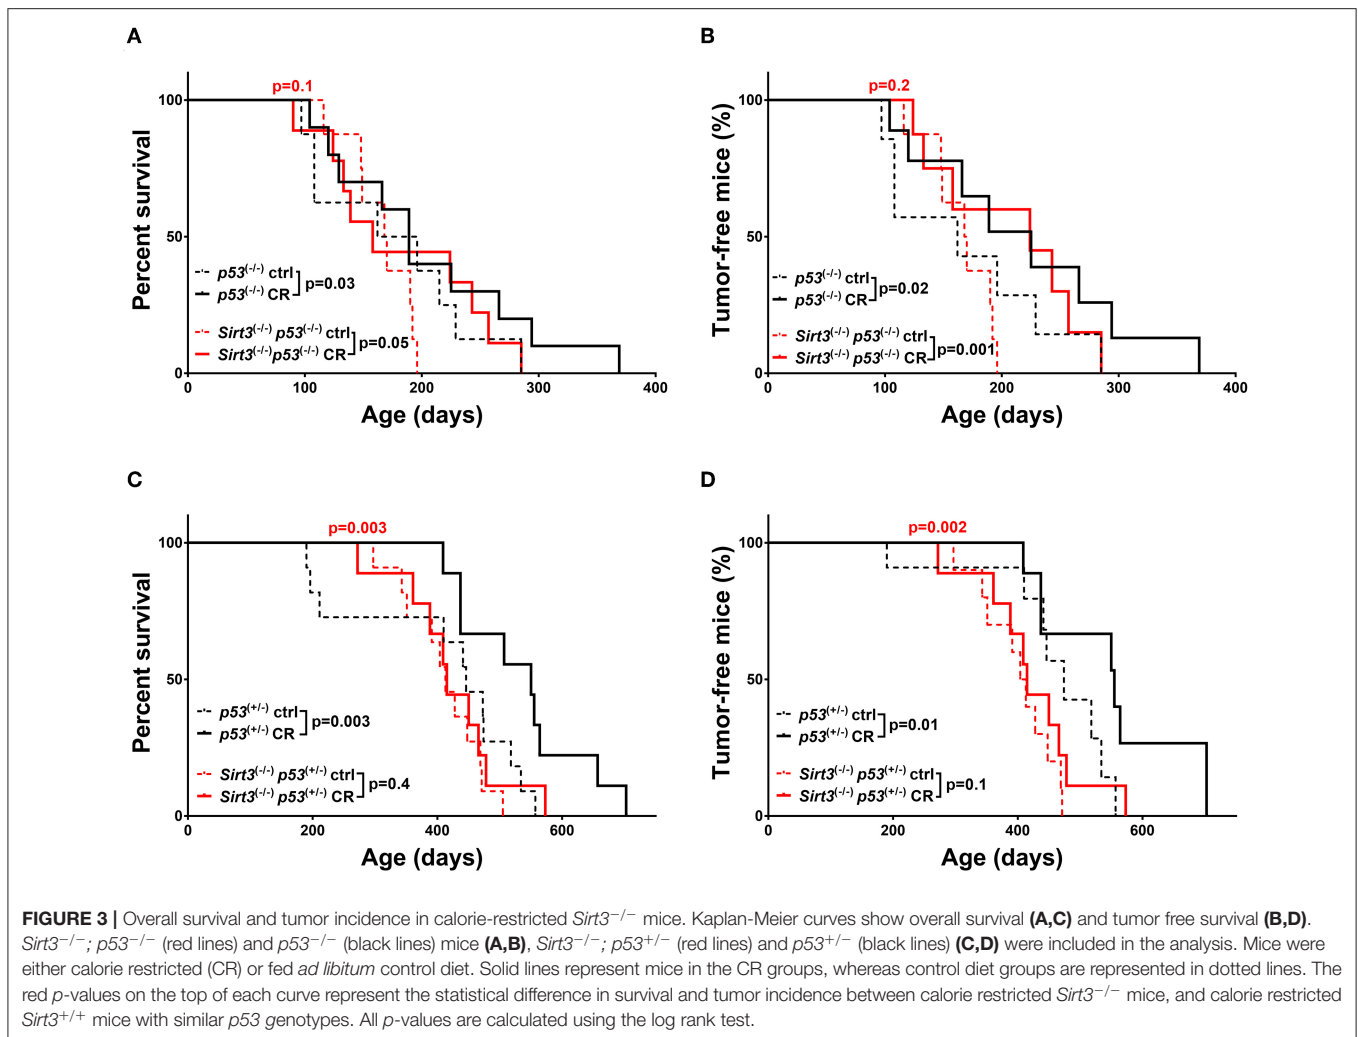 A
p=0.1
Percent survival
100
50
0
p53(-/-) ctrl
p53(-/-) CR
p=0.03
Sirt3(-/-) p53(-/-) ctrl
Sirt3(-/-)p53(-/-) CR
p=0.05
0 100 200 300 400
Age (days)
B
p=0.2
Tumor-free mice (%)
100
50
0
p53(-/-) ctrl
p53(-/-) CR
p=0.02
Sirt3(-/-) p53(-/-) ctrl
Sirt3(-/-) p53(-/-) CR
p=0.001
0 100 200 300 400
Age (days)
C
p=0.003
Percent survival
100
50
0
p53(+/-) ctrl
p53(+/-) CR
p=0.003
Sirt3(-/-) p53(+/-) ctrl
Sirt3(-/-) p53(+/-) CR
p=0.4
0 200 400 600
Age (days)
D
p=0.002
Tumor-free mice (%)
100
50
0
p53(+/-) ctrl
p53(+/-) CR
p=0.01
Sirt3(-/-) p53(+/-) ctrl
Sirt3(-/-) p53(+/-) CR
p=0.1
0 200 400 600
Age (days)
FIGURE 3 | Overall survival and tumor incidence in calorie-restricted Sirt3−/− mice. Kaplan-Meier curves show overall survival (A,C) and tumor free survival (B,D).
Sirt3−/−; p53−/− (red lines) and p53−/− (black lines) mice (A,B), Sirt3−/−; p53+/− (red lines) and p53+/− (black lines) (C,D) were included in the analysis. Mice were
either calorie restricted (CR) or fed ad libitum control diet. Solid lines represent mice in the CR groups, whereas control diet groups are represented in dotted lines. The
red p-values on the top of each curve represent the statistical difference in survival and tumor incidence between calorie restricted Sirt3−/− mice, and calorie restricted
Sirt3+/+ mice with similar p53 genotypes. All p-values are calculated using the log rank test.